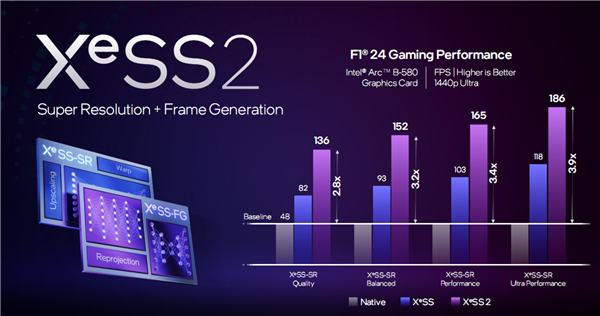 XeSS2
Super Resolution + Frame Generation
XeSS-SR
Warp
Upscaling
XeSS-FG
Reprojection
F1® 24 Gaming Performance
Intel® Arc™ B-580
Graphics Card
FPS | Higher is Better
1440p Ultra
Baseline
48
82
136
2.8x
93
152
3.2x
103
165
3.4x
118
186
3.9x
XeSS-SR
Quality
XeSS-SR
Balanced
XeSS-SR
Performance
XeSS-SR
Ultra Performance
Native
XeSS
XeSS 2